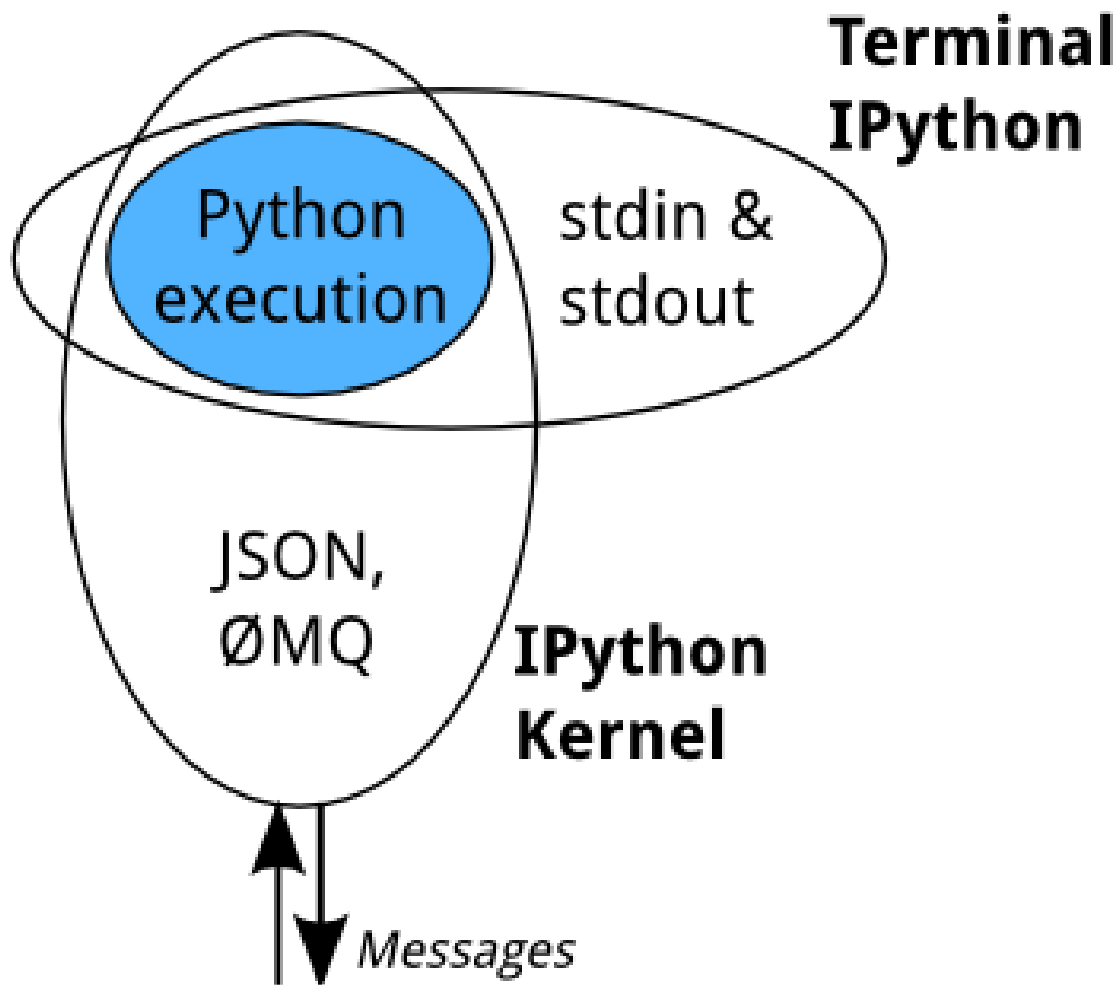 Terminal
IPython
Python
execution
stdin &
stdout
JSON,
ØMQ
IPython
Kernel
Messages